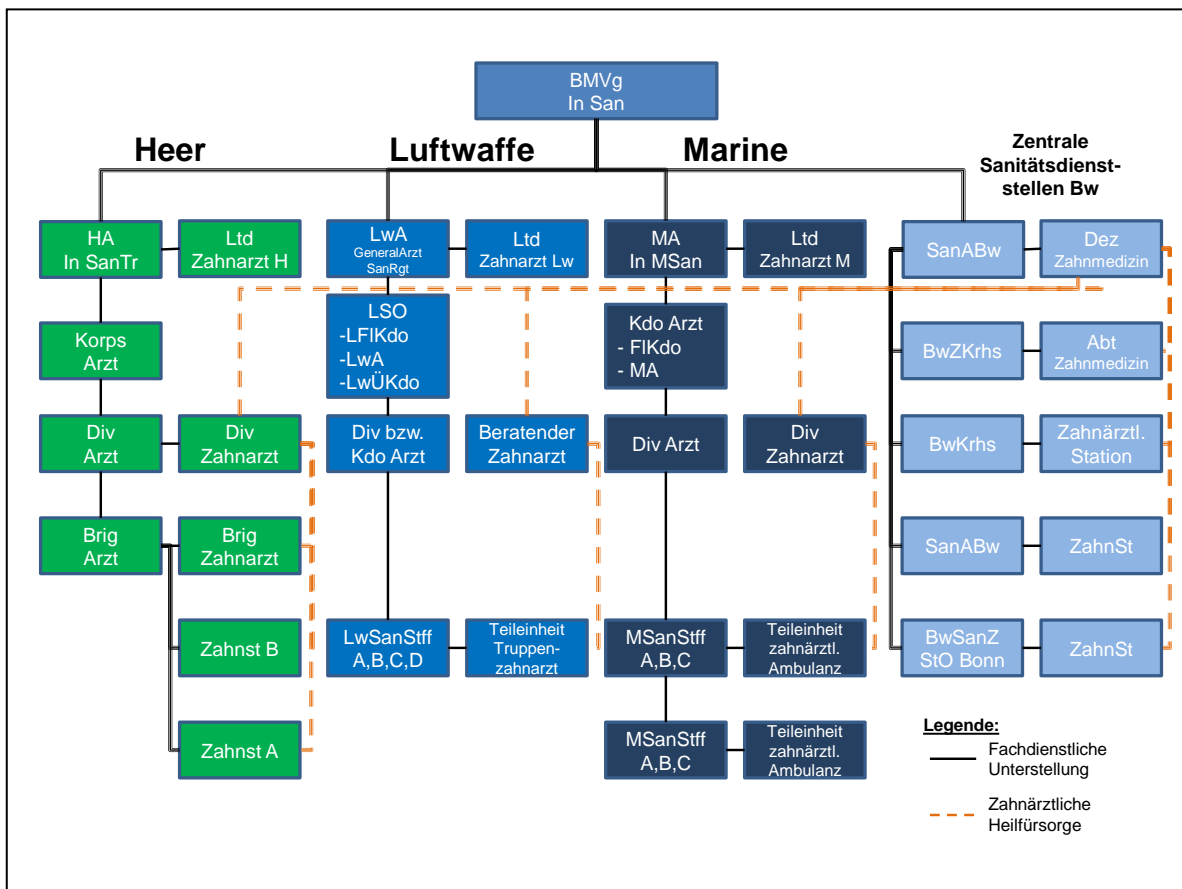 BMVg
In San
Heer
Luftwaffe
Marine
Zentrale
Sanitätsdienst-
stellen Bw
HA
In SanTr
Ltd
Zahnarzt H
LwA
GeneralArzt
SanRgt
Ltd
Zahnarzt Lw
MA
In MSan
Ltd
Zahnarzt M
SanABw
Dez
Zahnmedizin
Korps
Arzt
LSO
-LFlKdo
-LwA
-LwÜKdo
Kdo Arzt
- FlKdo
- MA
BwZKrhs
Abt
Zahnmedizin
Div
Arzt
Div
Zahnarzt
Div bzw.
Kdo Arzt
Beratender
Zahnarzt
Div Arzt
Div
Zahnarzt
BwKrhs
Zahnärztl.
Station
Brig
Arzt
Brig
Zahnarzt
SanABw
ZahnSt
Zahnst B
LwSanStff
A,B,C,D
Teileinheit
Truppen-
zahnarzt
MSanStff
A,B,C
Teileinheit
zahnärztl.
Ambulanz
BwSanZ
StO Bonn
ZahnSt
Zahnst A
MSanStff
A,B,C
Teileinheit
zahnärztl.
Ambulanz
Legende:
Fachdienstliche
Unterstellung
Zahnärztliche
Heilfürsorge